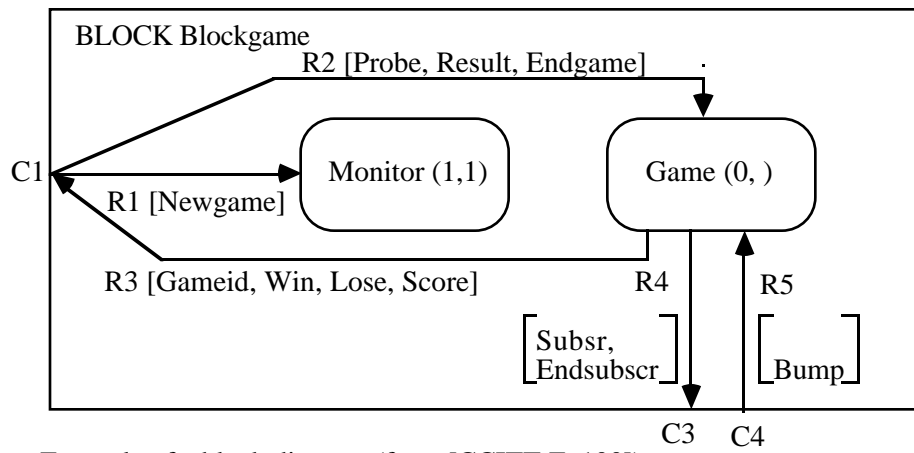 BLOCK Blockgame
R2 [Probe, Result, Endgame]
C1
Monitor (1,1)
Game (0, )
R1 [Newgame]
R3 [Gameid, Win, Lose, Score]
R4
R5
Subsr,
Endsubscr
Bump
C3
C4